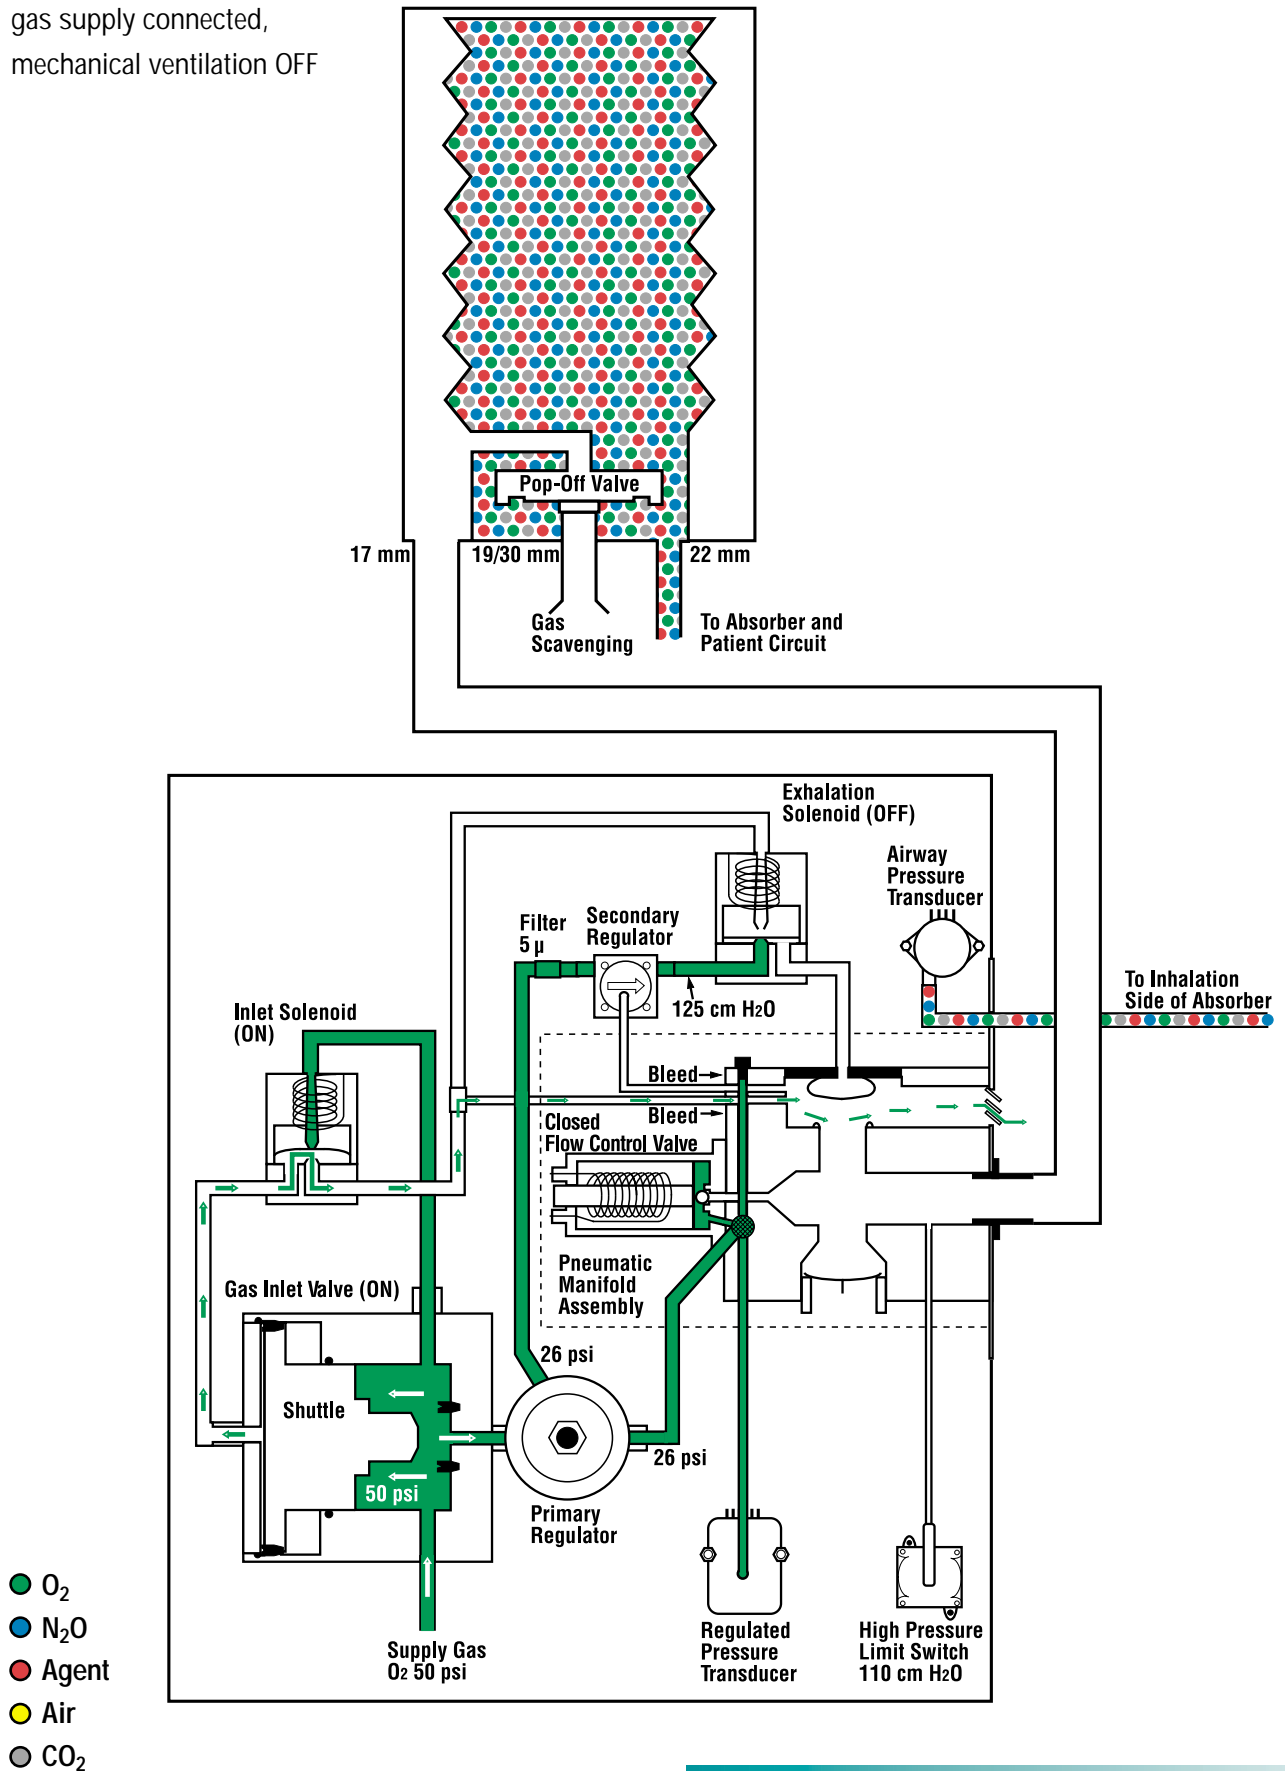 gas supply connected,
mechanical ventilation OFF
Pop-Off Valve
17 mm
19/30 mm
22 mm
Gas
Scavenging
To Absorber and
Patient Circuit
Exhalation
Solenoid (OFF)
Airway
Pressure
Transducer
Filter
5 µ
Secondary
Regulator
125 cm H2O
To Inhalation
Side of Absorber
Inlet Solenoid
(ON)
Bleed
Bleed
Closed
Flow Control Valve
Pneumatic
Manifold
Assembly
Gas Inlet Valve (ON)
26 psi
Shuttle
26 psi
50 psi
Primary
Regulator
Supply Gas
O2 50 psi
Regulated
Pressure
Transducer
High Pressure
Limit Switch
110 cm H2O
O2
N2O
Agent
Air
CO2